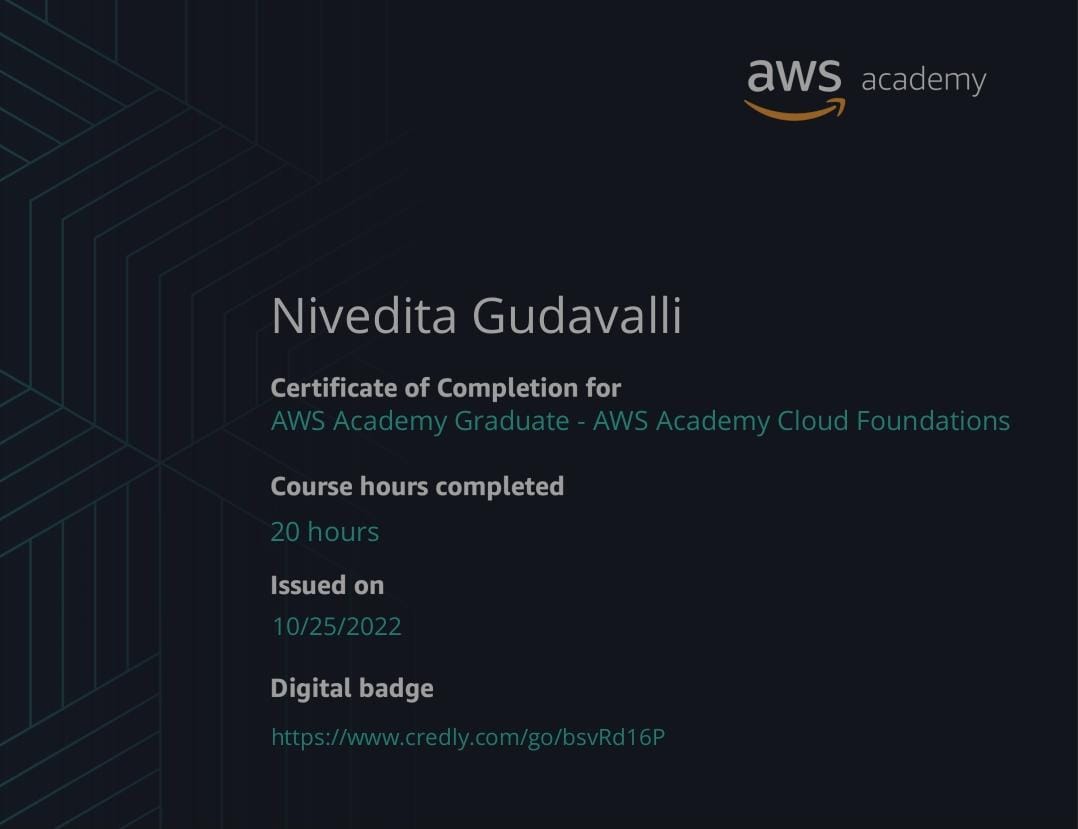 aws academy
Nivedita Gudavalli
Certificate of Completion for
AWS Academy Graduate - AWS Academy Cloud Foundations
Course hours completed
20 hours
Issued on
10/25/2022
Digital badge
https://www.credly.com/go/bsvRd16P